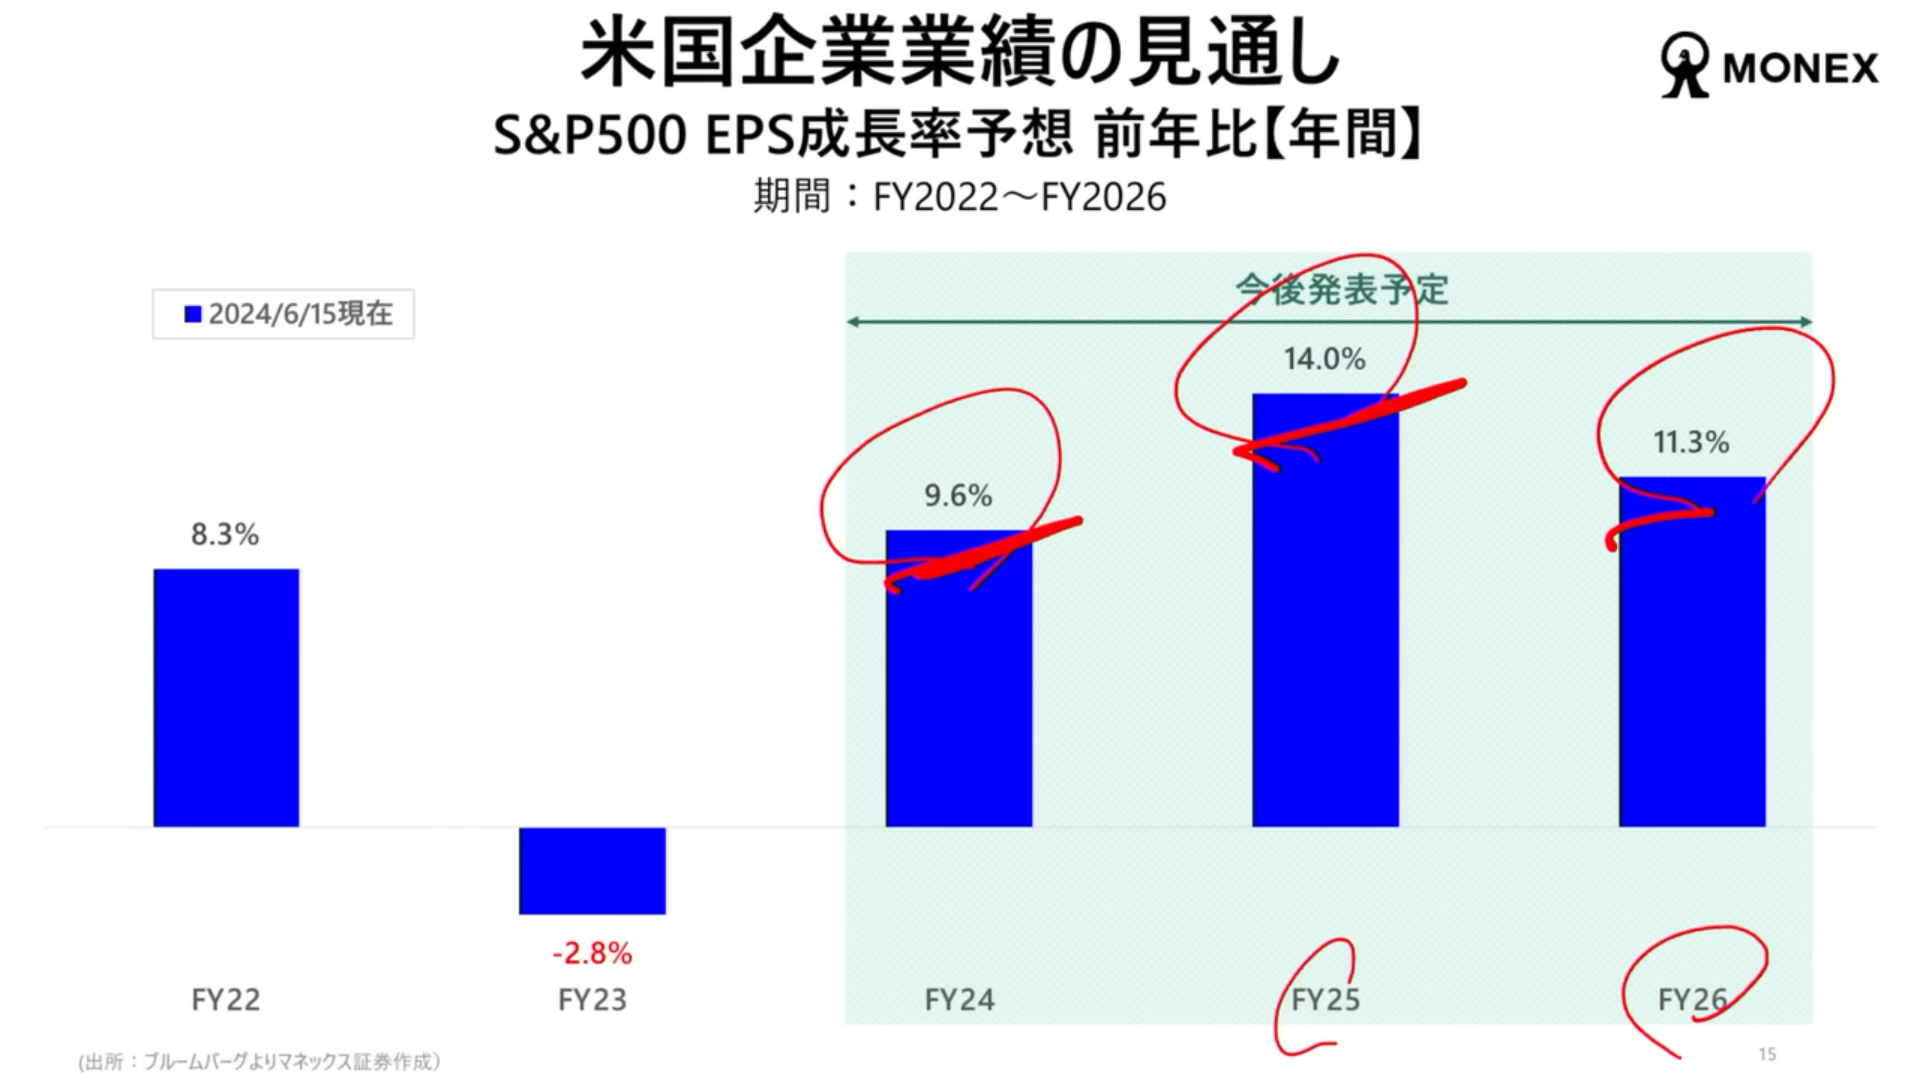 米国企業業績の見通し
MONEX
S&P500 EPS成長率予想 前年比【年間】
期間：FY2022～FY2026
今後発表予定
2024/6/15現在
14.0%
11.3%
9.6%
8.3%
-2.8%
FY22
FY23
FY24
FY25
FY26
(出所：ブルームバーグよりマネックス証券作成)
15